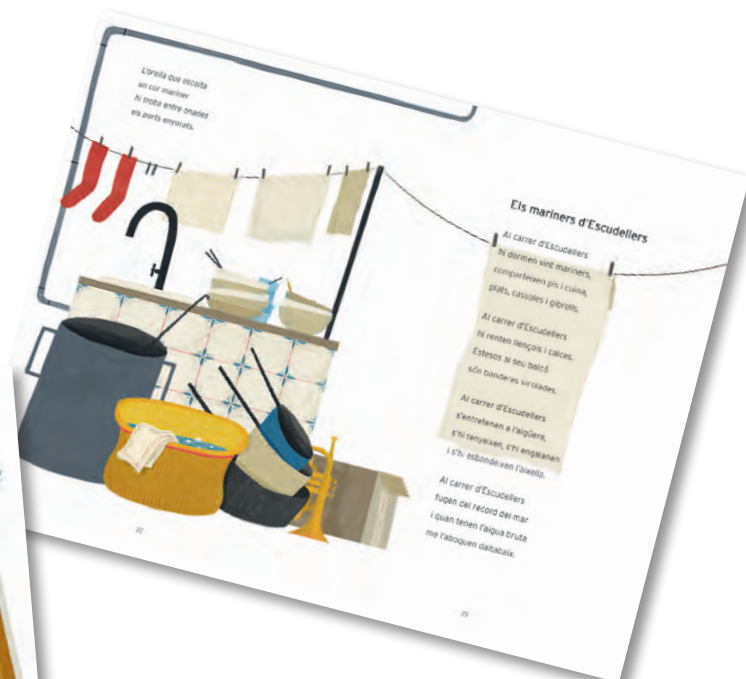 L'orella que escolta
un cor mariner
hi troba entre onades
els ports enyorats.
22
Els mariners d'Escudellers
Al carrer d'Escudellers
hi dormen vint mariners,
comparteixen pis i cuina,
plats, cassoles i gibrells.
Al carrer d'Escudellers
hi renten llençols i calces.
Estesos al seu balcó
són banderes virolades.
Al carrer d'Escudellers
s'entretenen a l'aigüera,
s'hi tenyeixen, s'hi engalanen
i s'hi esbandeixen l'aixella.
Al carrer d'Escudellers
fugen del record del mar
i quan tenen l'aigua bruta
me l'aboquen daltabaix.
23